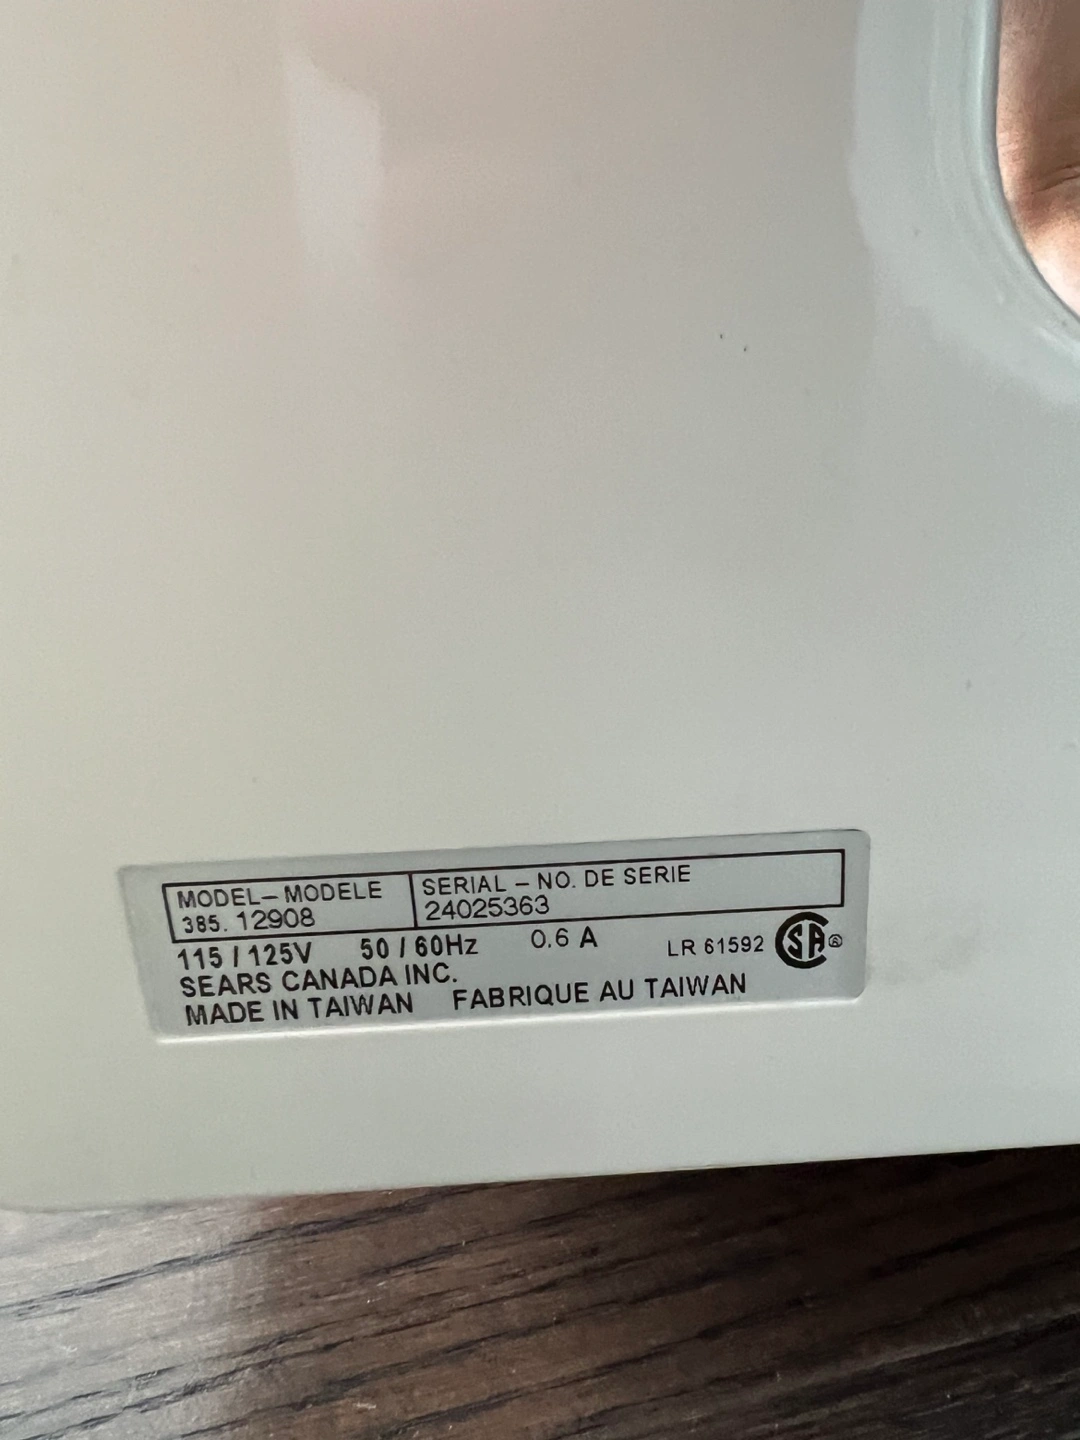 MODEL–MODELE
385. 12908
SERIAL – NO. DE SERIE
24025363
115 / 125V 50 / 60Hz 0.6 A LR 61592 SA ®
SEARS CANADA INC.
MADE IN TAIWAN FABRIQUE AU TAIWAN